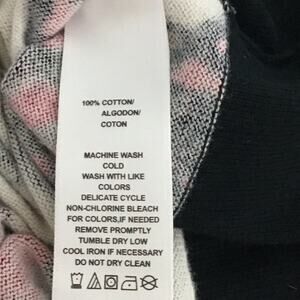 100% COTTON/
ALGODON/
COTON
MACHINE WASH
COLD
WASH WITH LIKE
COLORS
DELICATE CYCLE
NON-CHLORINE BLEACH
FOR COLORS,IF NEEDED
REMOVE PROMPTLY
TUMBLE DRY LOW
COOL IRON IF NECESSARY
DO NOT DRY CLEAN